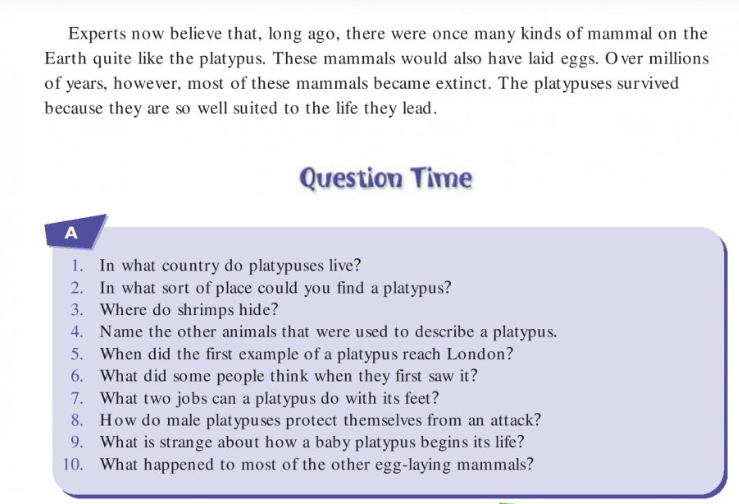 Experts now believe that, long ago, there were once many kinds of mammal on the
Earth quite like the platypus. These mammals would also have laid eggs. Over millions
of years, however, most of these mammals became extinct. The platypuses survived
because they are so well suited to the life they lead.
Question Time
A
1. In what country do platypuses live?
2. In what sort of place could you find a platypus?
3. Where do shrimps hide?
4. Name the other animals that were used to describe a platypus.
5. When did the first example of a platypus reach London?
6. What did some people think when they first saw it?
7. What two jobs can a platypus do with its feet?
8. How do male platypuses protect themselves from an attack?
9. What is strange about how a baby platypus begins its life?
10. What happened to most of the other egg-laying mammals?